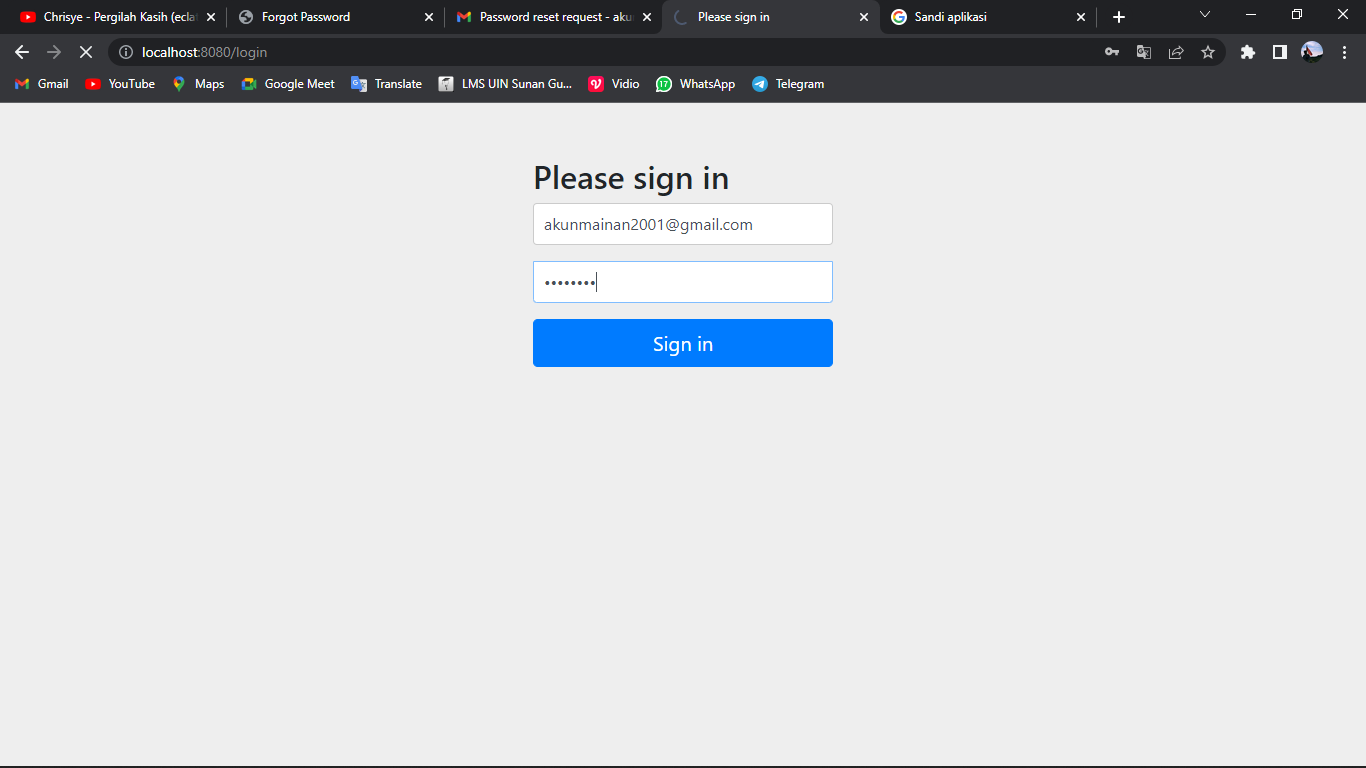 Chrisye - Pergilah Kasih (ecla
Forgot Password
Password reset request - aku
Please sign in
Sandi aplikasi
localhost:8080/login
Gmail
YouTube
Maps
Google Meet
Translate
LMS UIN Sunan Gu...
Vidio
17
WhatsApp
Telegram
Please sign in
akunmainan2001@gmail.com
••••••••
Sign in